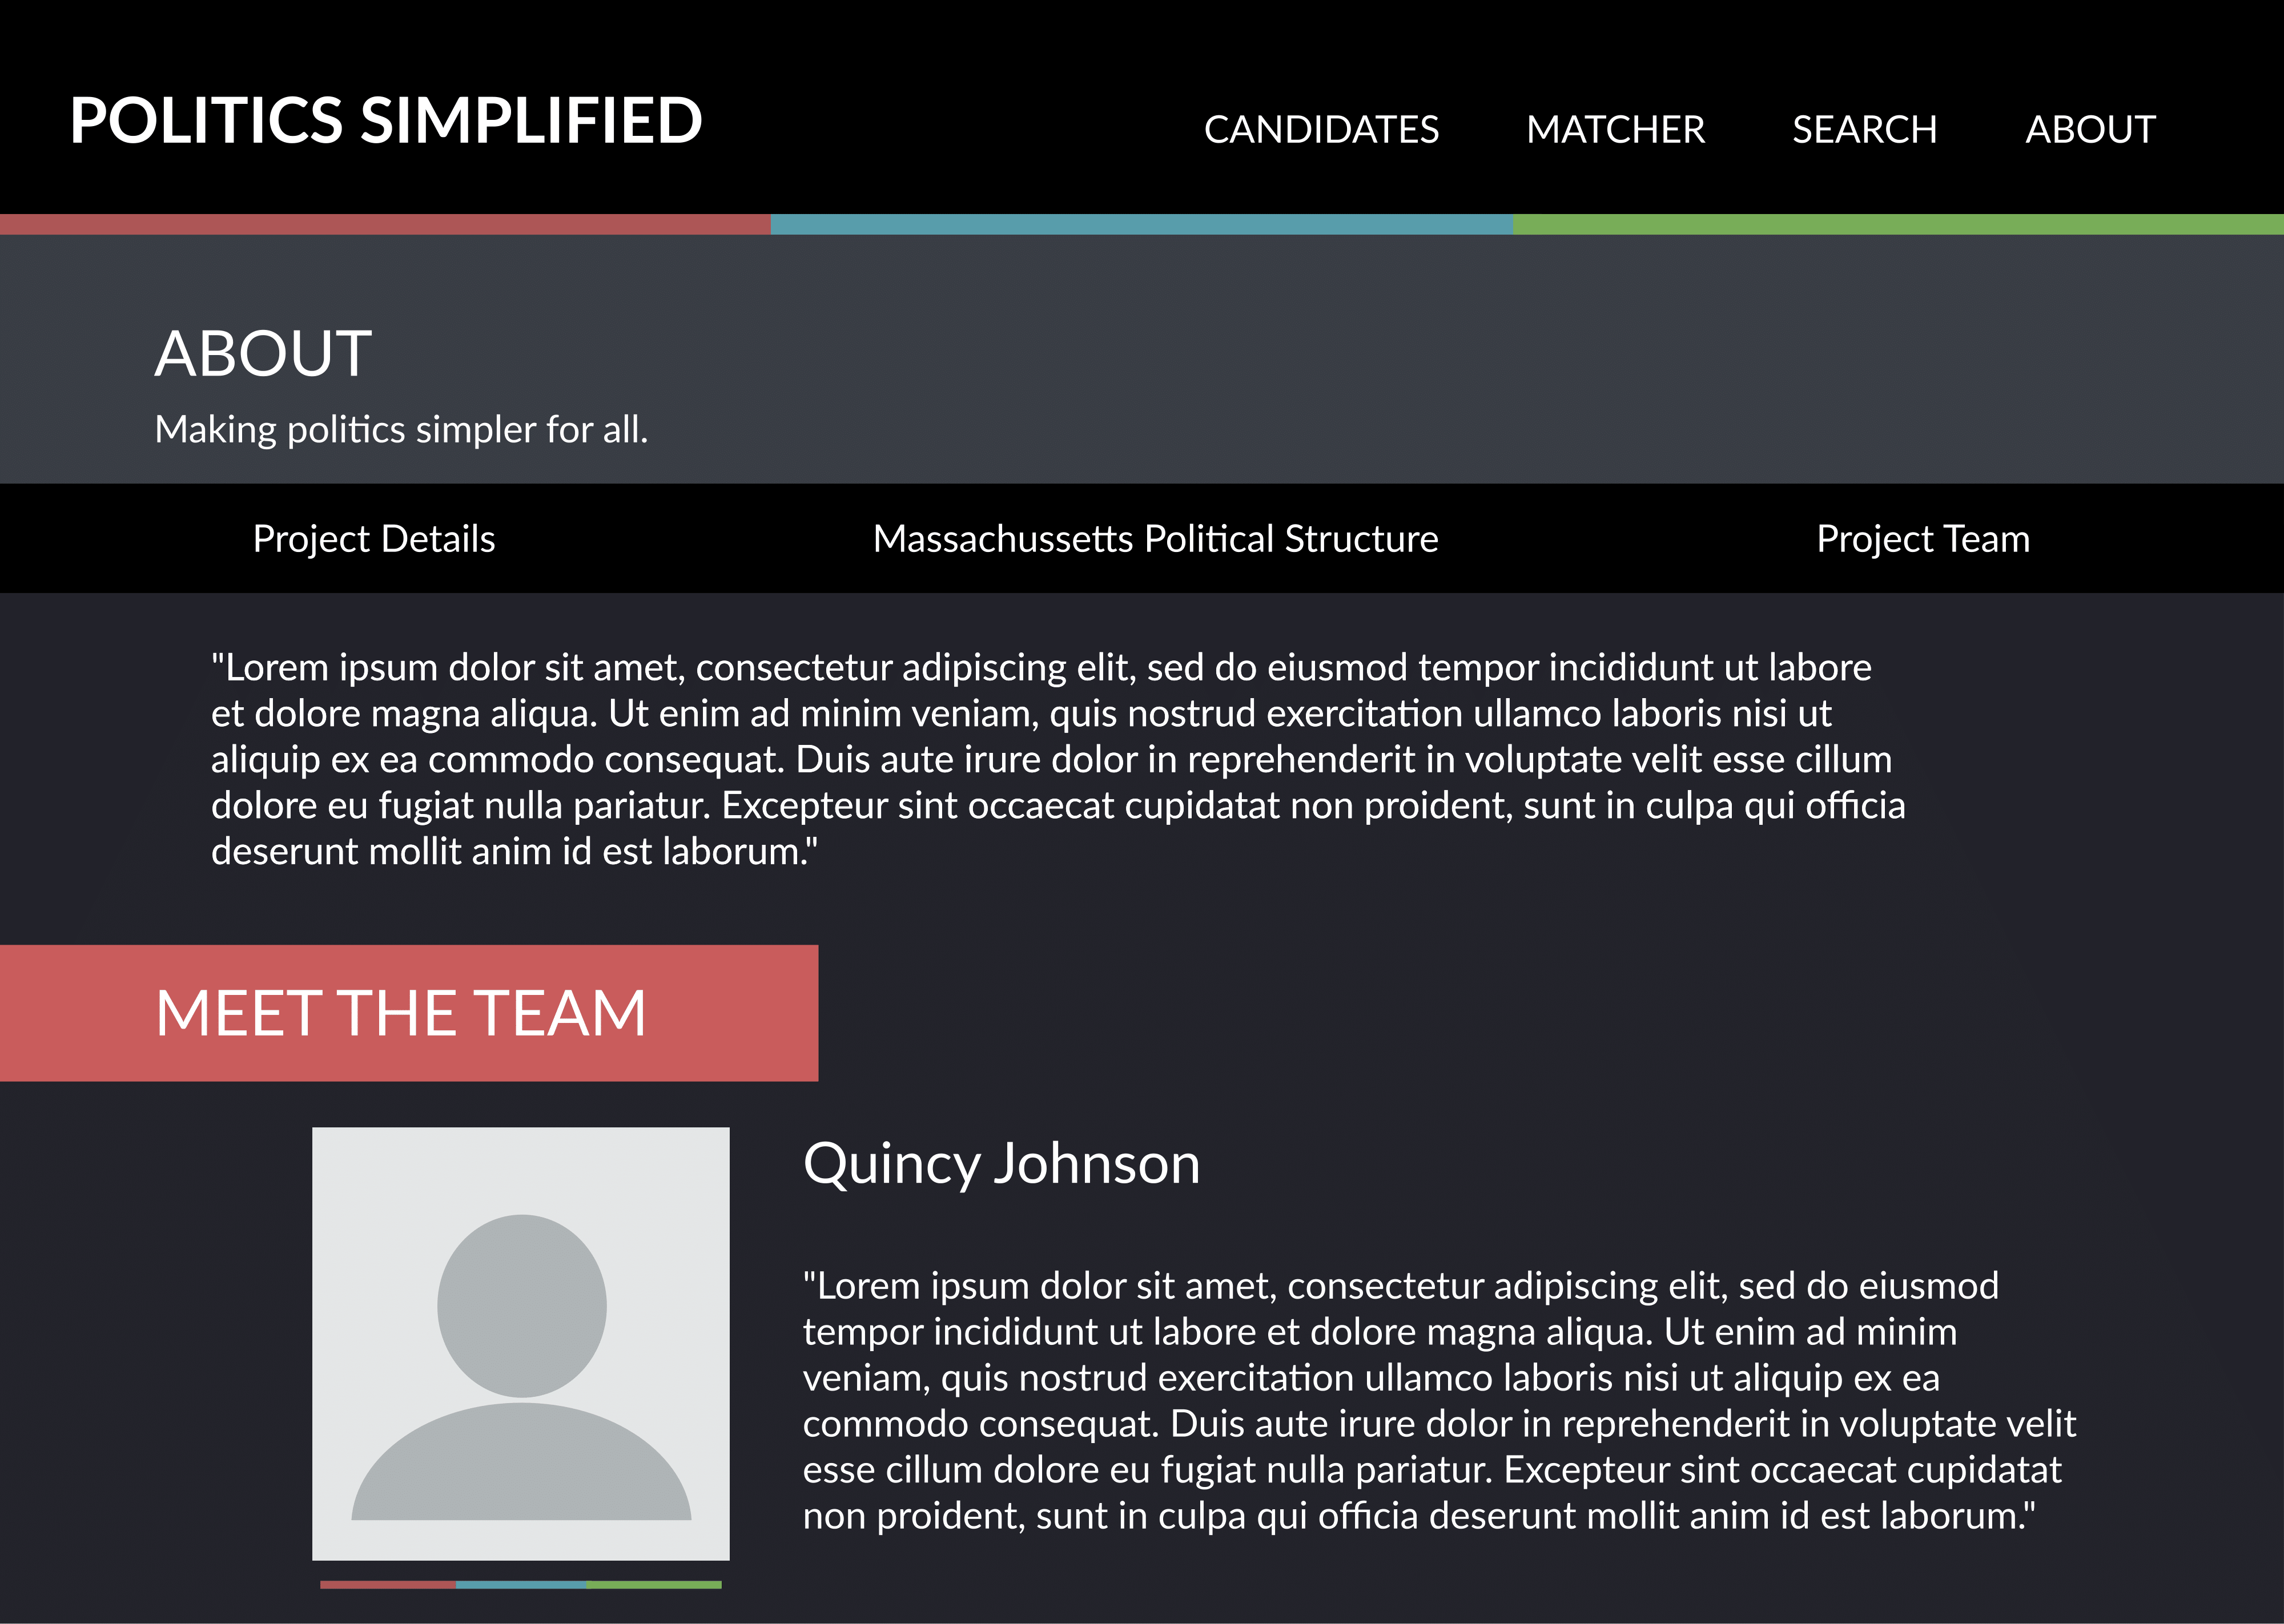 POLITICS SIMPLIFIED
CANDIDATES MATCHER SEARCH ABOUT
ABOUT
Making politics simpler for all.
Project Details Massachussetts Political Structure Project Team
"Lorem ipsum dolor sit amet, consectetur adipiscing elit, sed do eiusmod tempor incididunt ut labore
et dolore magna aliqua. Ut enim ad minim veniam, quis nostrud exercitation ullamco laboris nisi ut
aliquip ex ea commodo consequat. Duis aute irure dolor in reprehenderit in voluptate velit esse cillum
dolore eu fugiat nulla pariatur. Excepteur sint occaecat cupidatat non proident, sunt in culpa qui officia
deserunt mollit anim id est laborum."
MEET THE TEAM
Quincy Johnson
"Lorem ipsum dolor sit amet, consectetur adipiscing elit, sed do eiusmod
tempor incididunt ut labore et dolore magna aliqua. Ut enim ad minim
veniam, quis nostrud exercitation ullamco laboris nisi ut aliquip ex ea
commodo consequat. Duis aute irure dolor in reprehenderit in voluptate velit
esse cillum dolore eu fugiat nulla pariatur. Excepteur sint occaecat cupidatat
non proident, sunt in culpa qui officia deserunt mollit anim id est laborum."